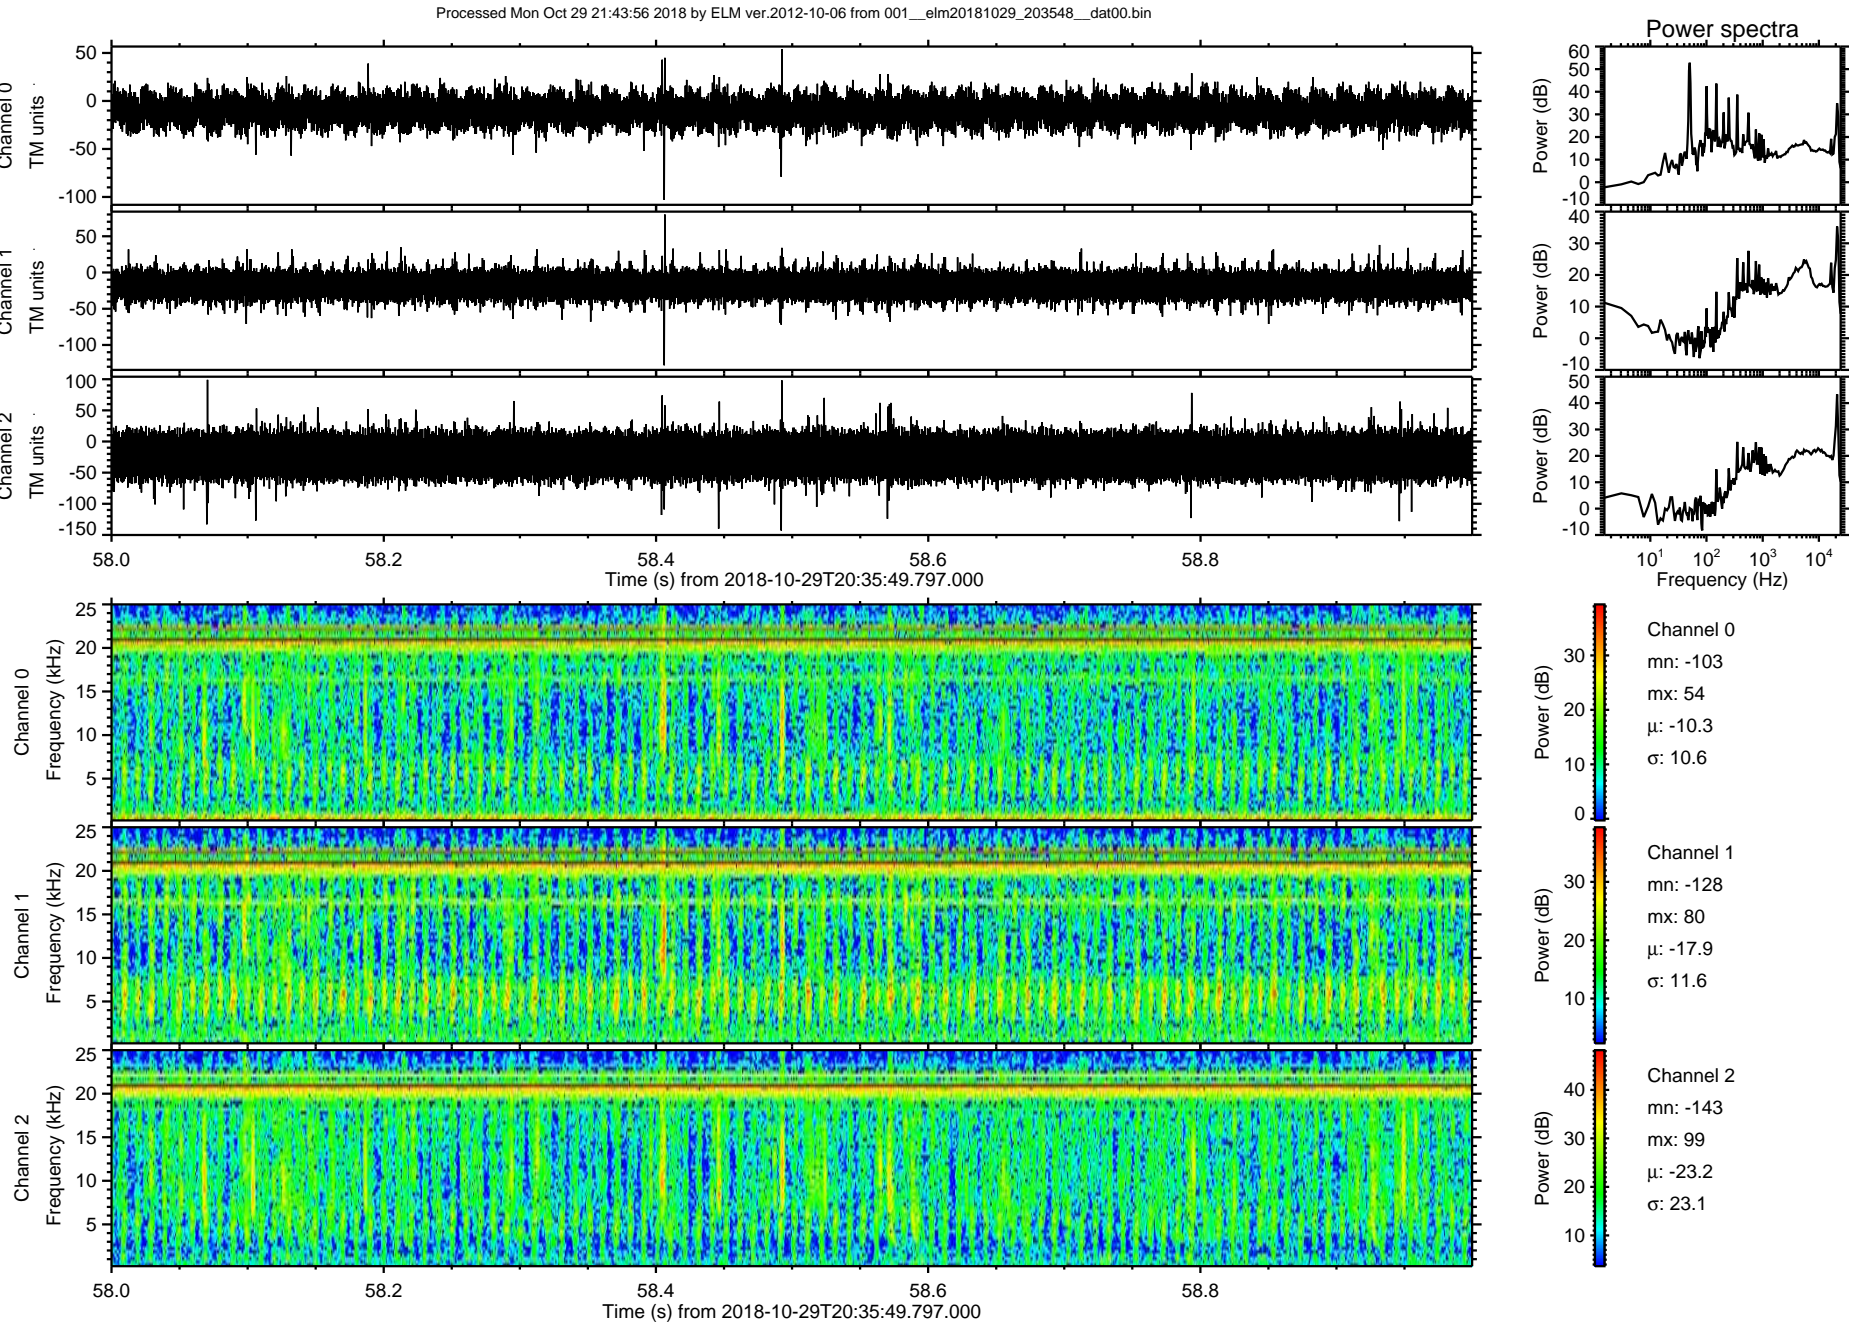 Processed Mon Oct 29 21:43:56 2018 by ELM ver.2012-10-06 from 001__elm20181029_203548__dat00.bin
Power spectra
Channel 0
TM units
50
0
-50
-100
Power (dB)
60
50
40
30
20
10
0
-10
Channel 1
TM units
50
0
-50
-100
Power (dB)
40
30
20
10
0
-10
Channel 2
TM units
100
50
0
-50
-100
-150
Power (dB)
50
40
30
20
10
0
-10
58.0 58.2 58.4 58.6 58.8
Time (s) from 2018-10-29T20:35:49.797.000
10^1 10^2 10^3 10^4
Frequency (Hz)
Channel 0
Frequency (kHz)
25
20
15
10
5
Power (dB)
30
20
10
0
Channel 0
mn: -103
mx: 54
μ: -10.3
σ: 10.6
Channel 1
Frequency (kHz)
25
20
15
10
5
Power (dB)
30
20
10
Channel 1
mn: -128
mx: 80
μ: -17.9
σ: 11.6
Channel 2
Frequency (kHz)
25
20
15
10
5
Power (dB)
40
30
20
10
Channel 2
mn: -143
mx: 99
μ: -23.2
σ: 23.1
58.0 58.2 58.4 58.6 58.8
Time (s) from 2018-10-29T20:35:49.797.000